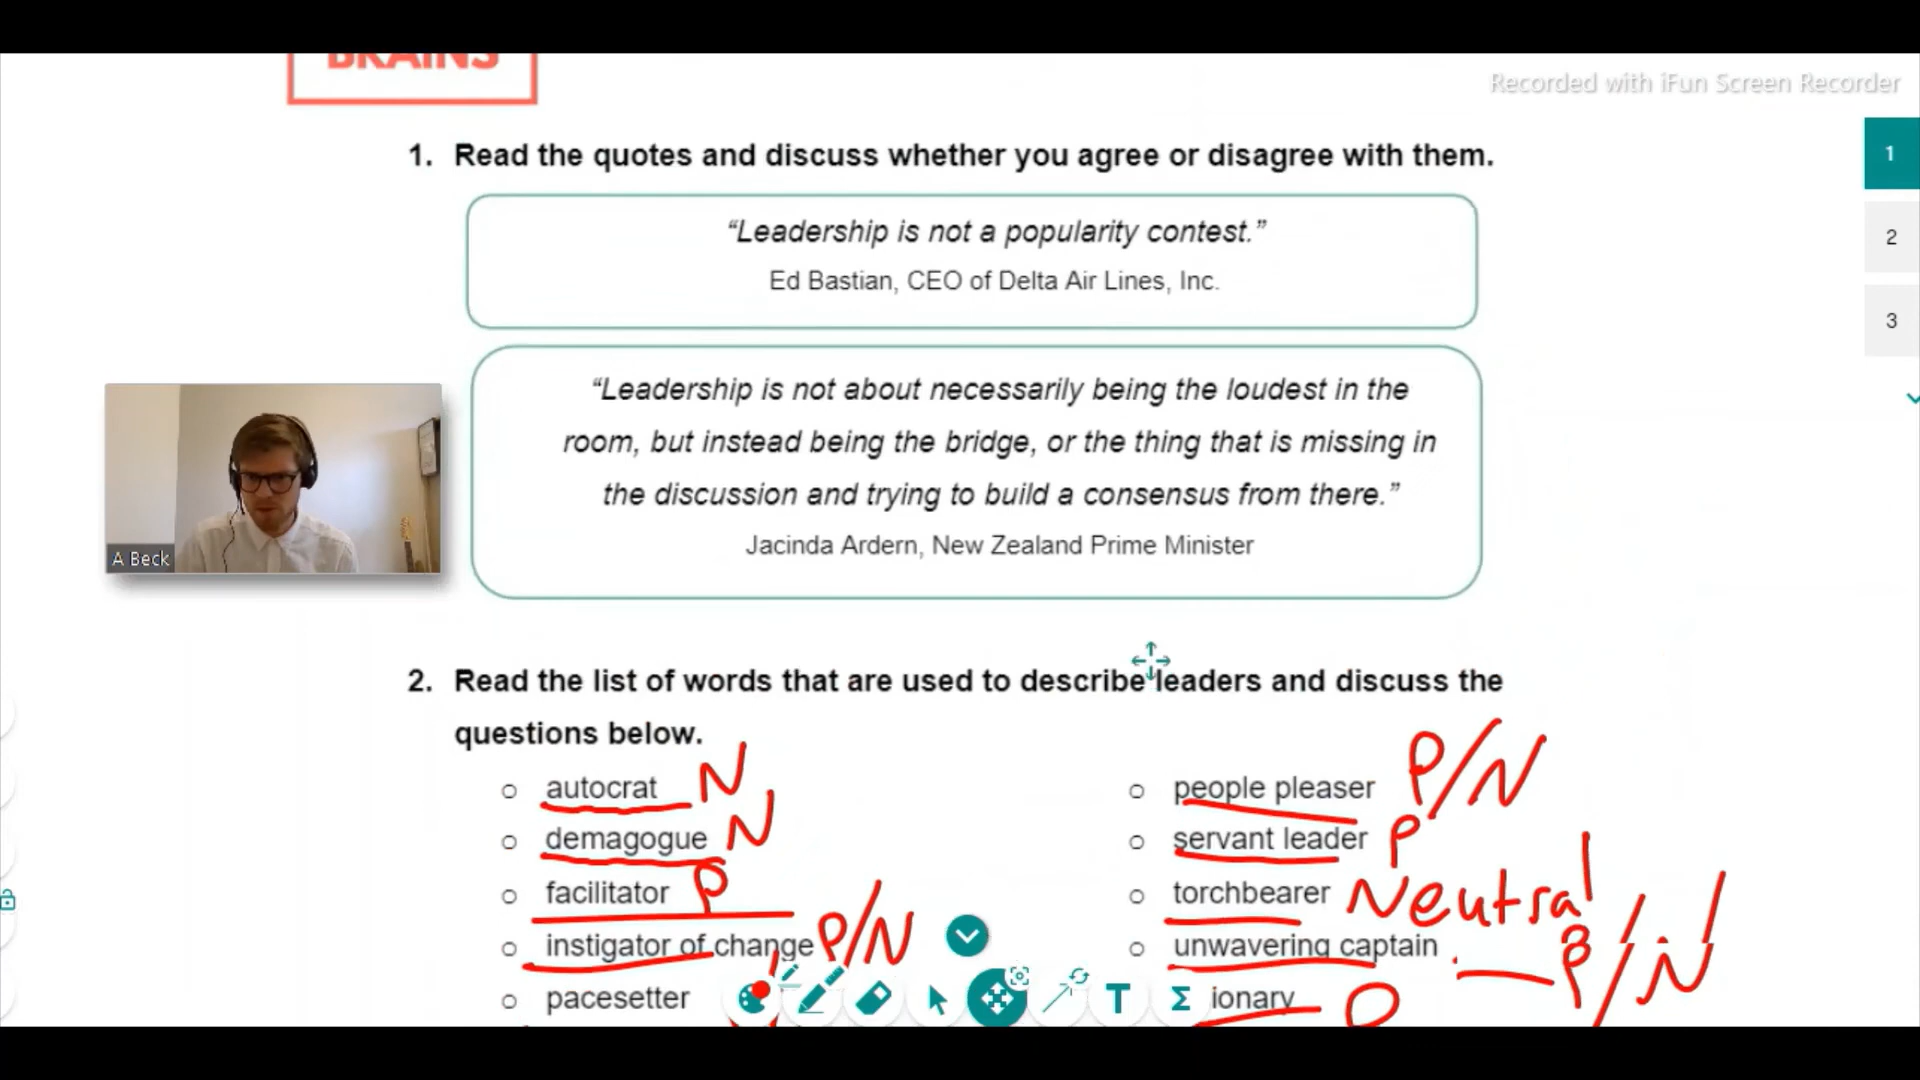 BRAINS
Recorded with iFun Screen Recorder
1. Read the quotes and discuss whether you agree or disagree with them.
“Leadership is not a popularity contest.”
Ed Bastian, CEO of Delta Air Lines, Inc.
“Leadership is not about necessarily being the loudest in the
room, but instead being the bridge, or the thing that is missing in
the discussion and trying to build a consensus from there.”
Jacinda Ardern, New Zealand Prime Minister
A Beck
2. Read the list of words that are used to describe leaders and discuss the
questions below.
autocrat N
demagogue N
facilitator P
instigator of change P/N
pacesetter
people pleaser P/N
servant leader P
torchbearer Neutral
unwavering captain P/N
ionary
T
Σ
1
2
3